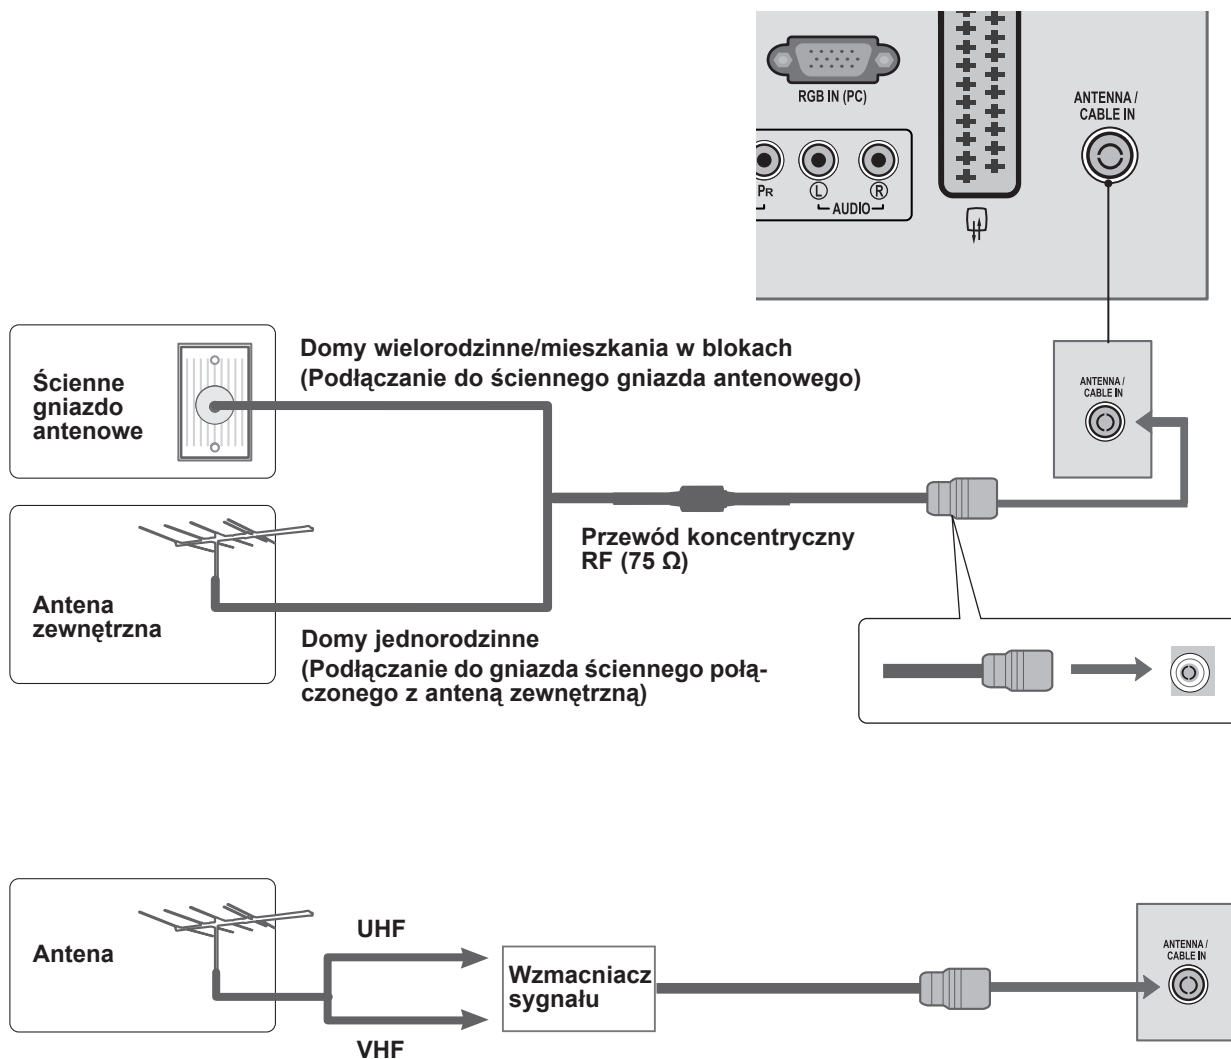 RGB IN (PC)
ANTENNA /
CABLE IN
PR
L
R
AUDIO
Ścienne
gniazdo
antenowe
Domy wielorodzinne/mieszkania w blokach
(Podłączanie do ściennego gniazda antenowego)
ANTENNA /
CABLE IN
Przewód koncentryczny
RF (75 Ω)
Antena
zewnętrzna
Domy jednorodzinne
(Podłączanie do gniazda ściennego połą-
czonego z anteną zewnętrzną)
Antena
UHF
VHF
Wzmacniacz
sygnału
ANTENNA /
CABLE IN